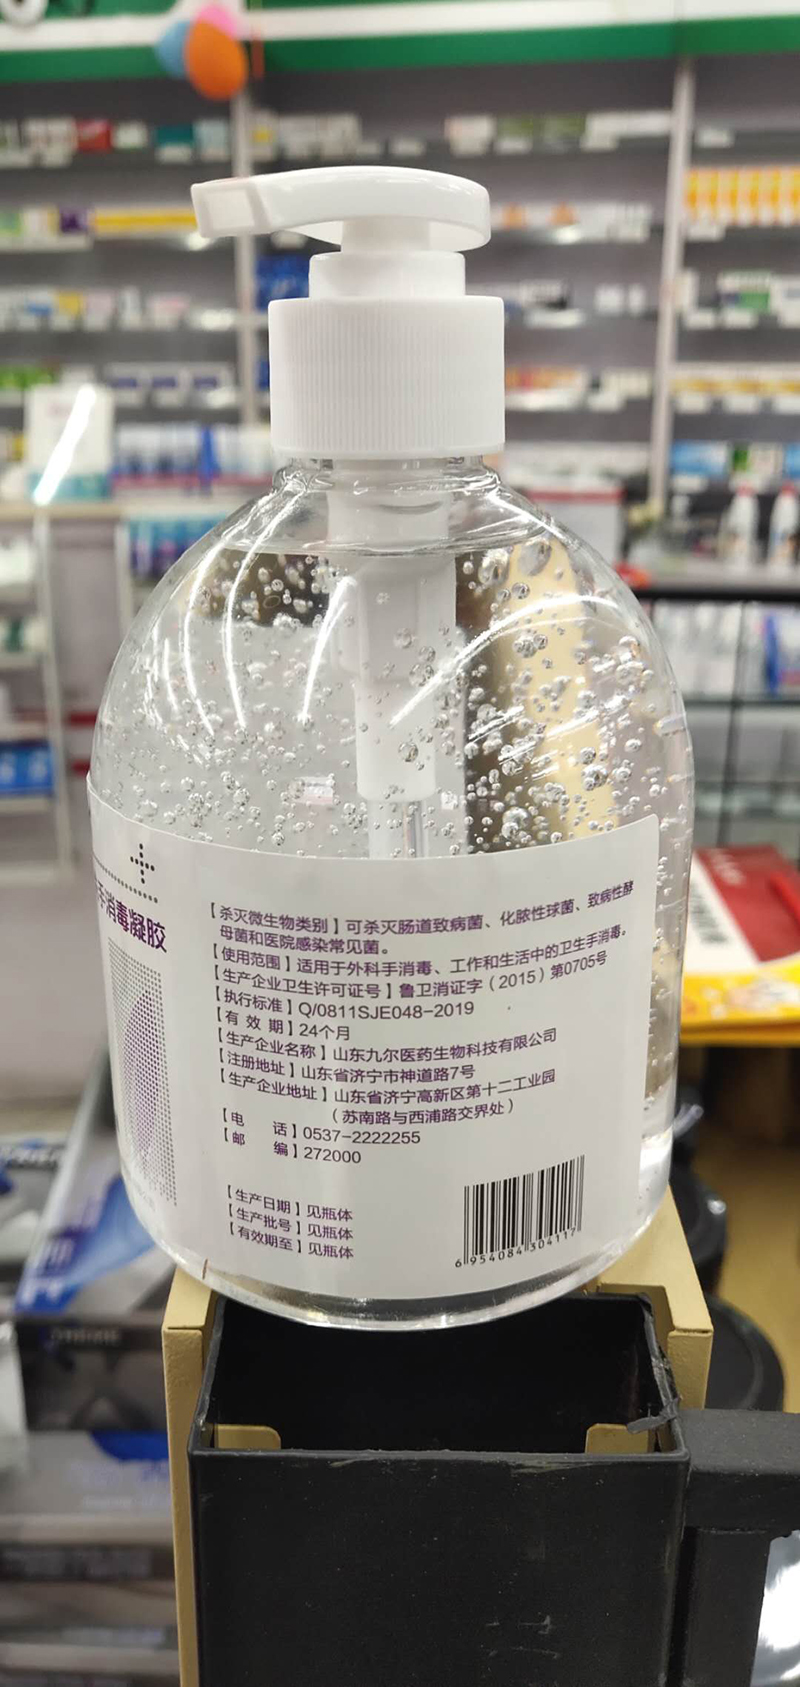 手消毒凝胶
【杀灭微生物类别】可杀灭肠道致病菌、化脓性球菌、致病性酵
母菌和医院感染常见菌。
【使用范围】适用于外科手消毒、工作和生活中的卫生手消毒。
【生产企业卫生许可证号】鲁卫消证字（2015）第0705号
【执行标准】Q/0811SJE048-2019
【有 效 期】24个月
【生产企业名称】山东九尔医药生物科技有限公司
【注册地址】山东省济宁市神道路7号
【生产企业地址】山东省济宁高新区第十二工业园
（苏南路与西浦路交界处）
【电 话】0537-2222255
【邮 编】272000
【生产日期】见瓶体
【生产批号】见瓶体
【有效期至】见瓶体
6 954084 304117